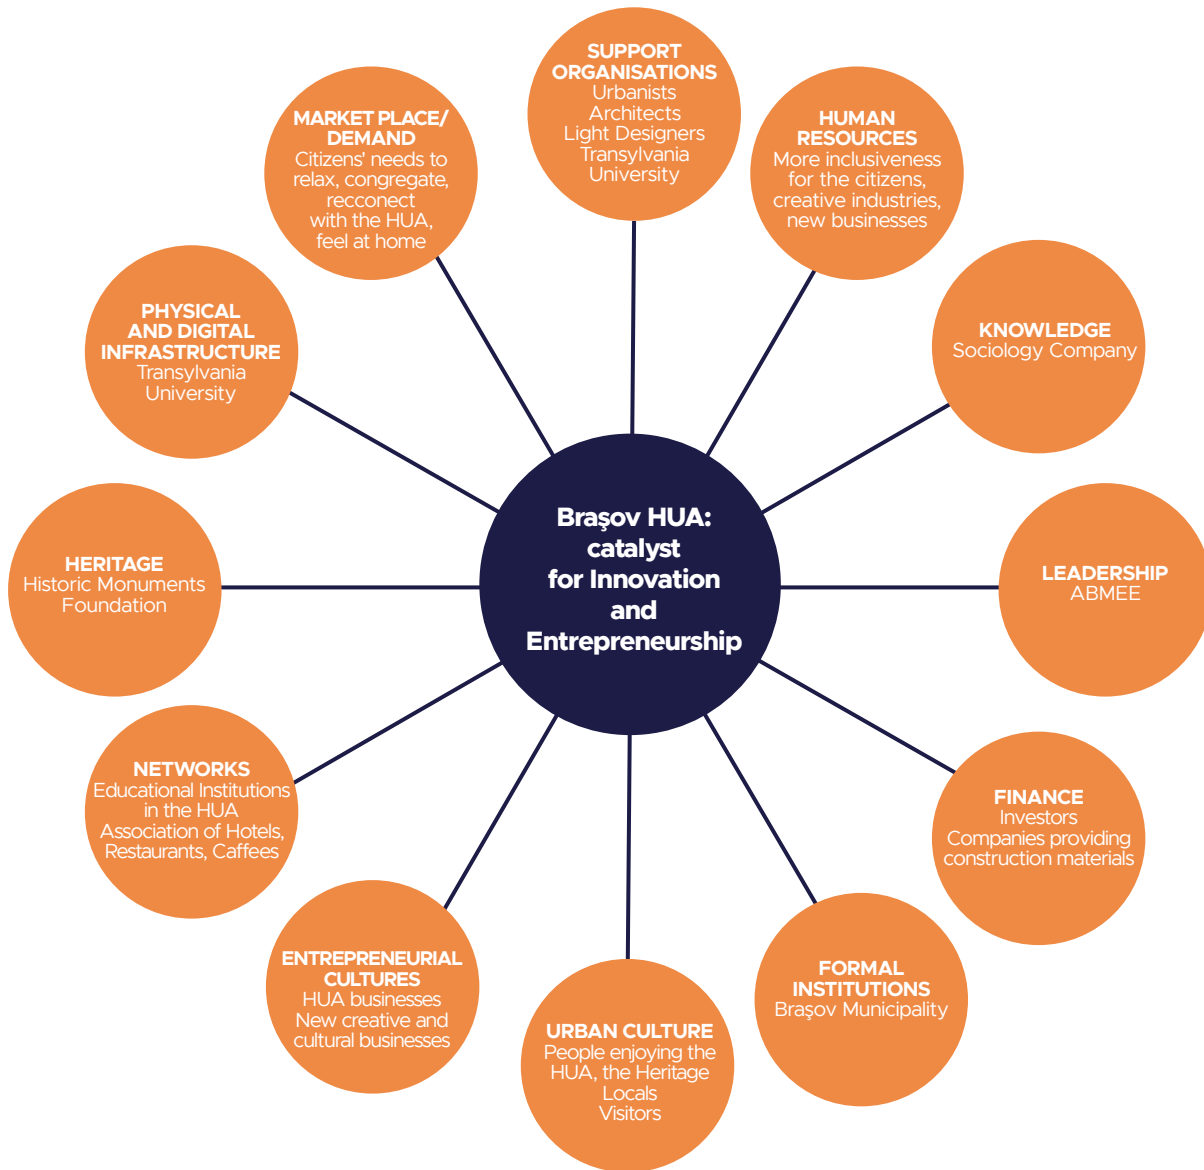 SUPPORT
ORGANISATIONS
Urbanists
Architects
Light Designers
Transylvania
University
HUMAN
RESOURCES
More inclusiveness
for the citizens,
creative industries,
new businesses
KNOWLEDGE
Sociology Company
LEADERSHIP
ABMEE
FINANCE
Investors
Companies providing
construction materials
FORMAL
INSTITUTIONS
Braşov Municipality
URBAN CULTURE
People enjoying the
HUA, the Heritage
Locals
Visitors
ENTREPRENEURIAL
CULTURES
HUA businesses
New creative and
cultural businesses
NETWORKS
Educational Institutions
in the HUA
Association of Hotels,
Restaurants, Caffees
HERITAGE
Historic Monuments
Foundation
PHYSICAL
AND DIGITAL
INFRASTRUCTURE
Transylvania
University
MARKET PLACE/
DEMAND
Citizens' needs to
relax, congregate,
recconect
with the HUA,
feel at home
Braşov HUA:
catalyst
for Innovation
and
Entrepreneurship